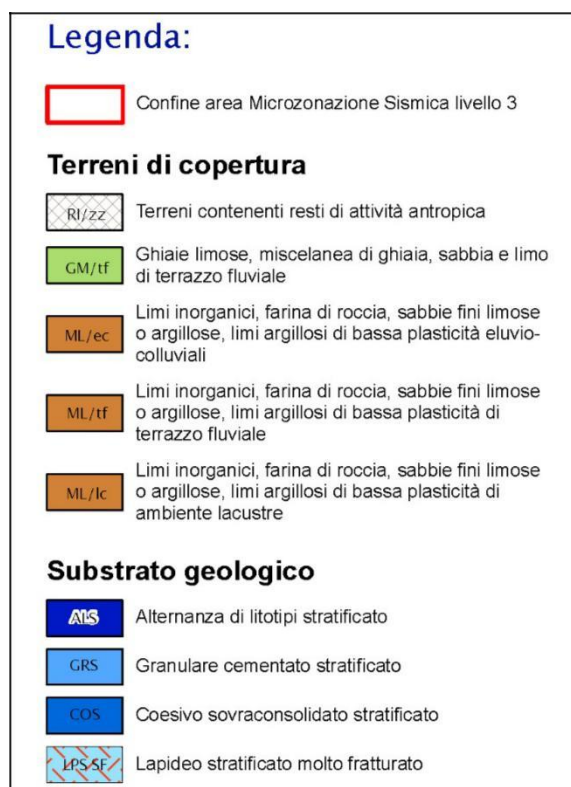 Legenda:
Confine area Microzonazione Sismica livello 3
Terreni di copertura
RI/zz
Terreni contenenti resti di attività antropica
GM/tf
Ghiaie limose, miscelanea di ghiaia, sabbia e limo
di terrazzo fluviale
ML/ec
Limi inorganici, farina di roccia, sabbie fini limose
o argillose, limi argillosi di bassa plasticità eluvio-
colluviali
ML/tf
Limi inorganici, farina di roccia, sabbie fini limose
o argillose, limi argillosi di bassa plasticità di
terrazzo fluviale
ML/lc
Limi inorganici, farina di roccia, sabbie fini limose
o argillose, limi argillosi di bassa plasticità di
ambiente lacustre
Substrato geologico
ALS
Alternanza di litotipi stratificato
GRS
Granulare cementato stratificato
COS
Coesivo sovraconsolidato stratificato
LPS SF
Lapideo stratificato molto fratturato